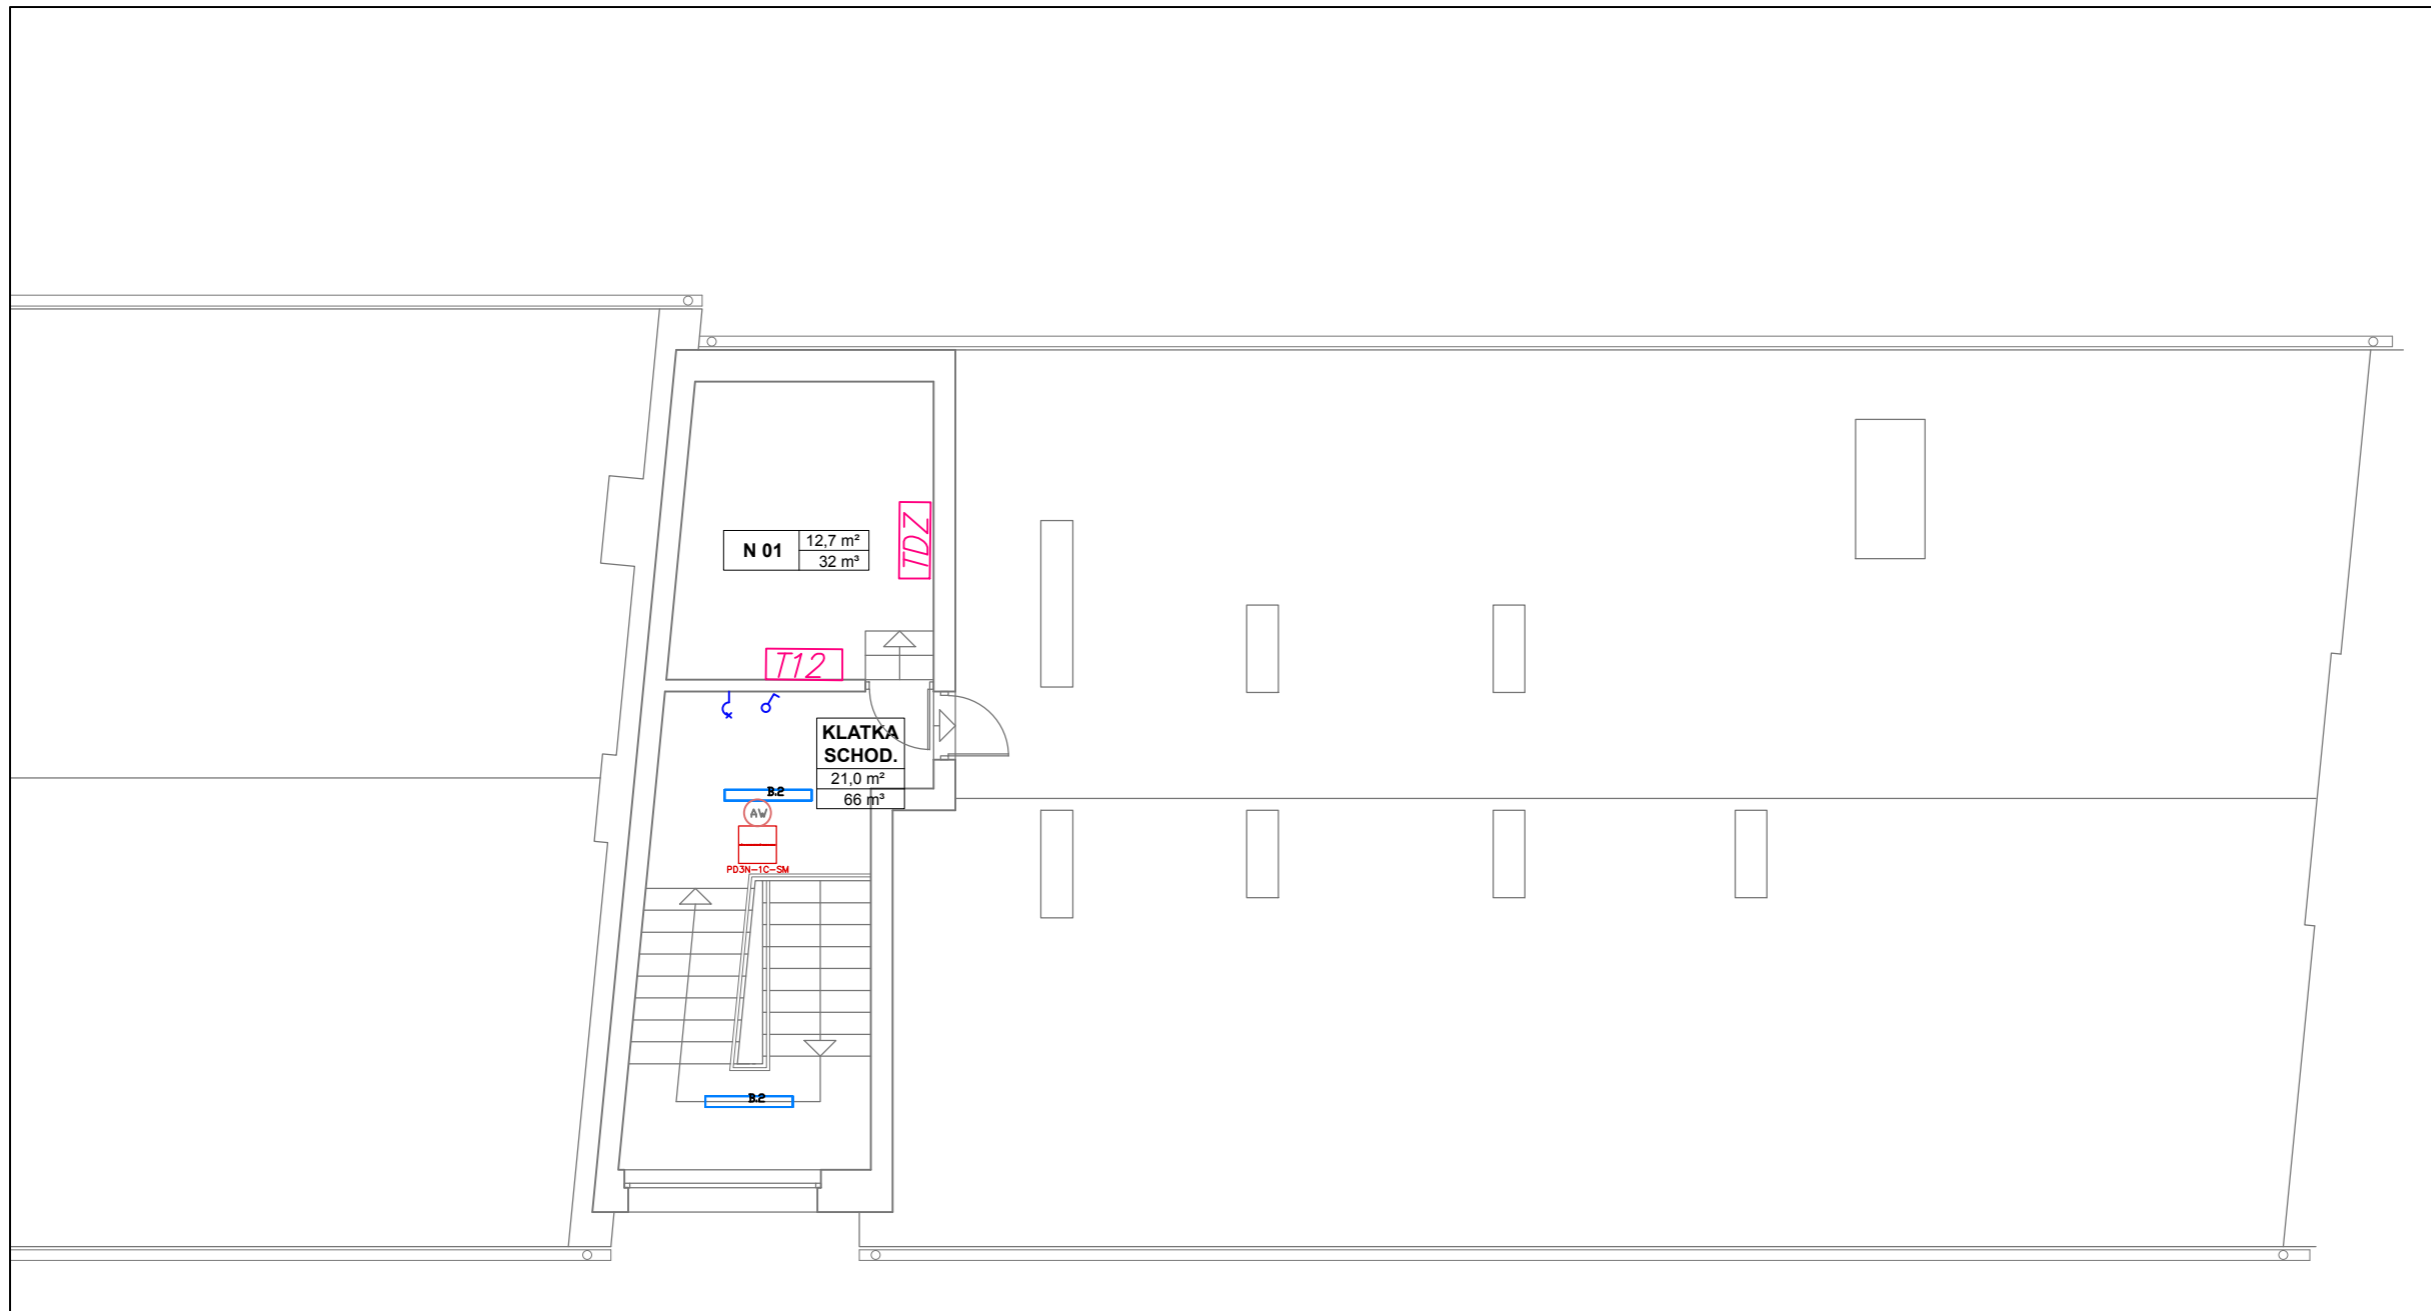 TDZ
N 01
12,7 m²
32 m³
T12
KLATKA
SCHOD.
21,0 m²
66 m³
B.2
AW
PD3N-1C-SM
B.2